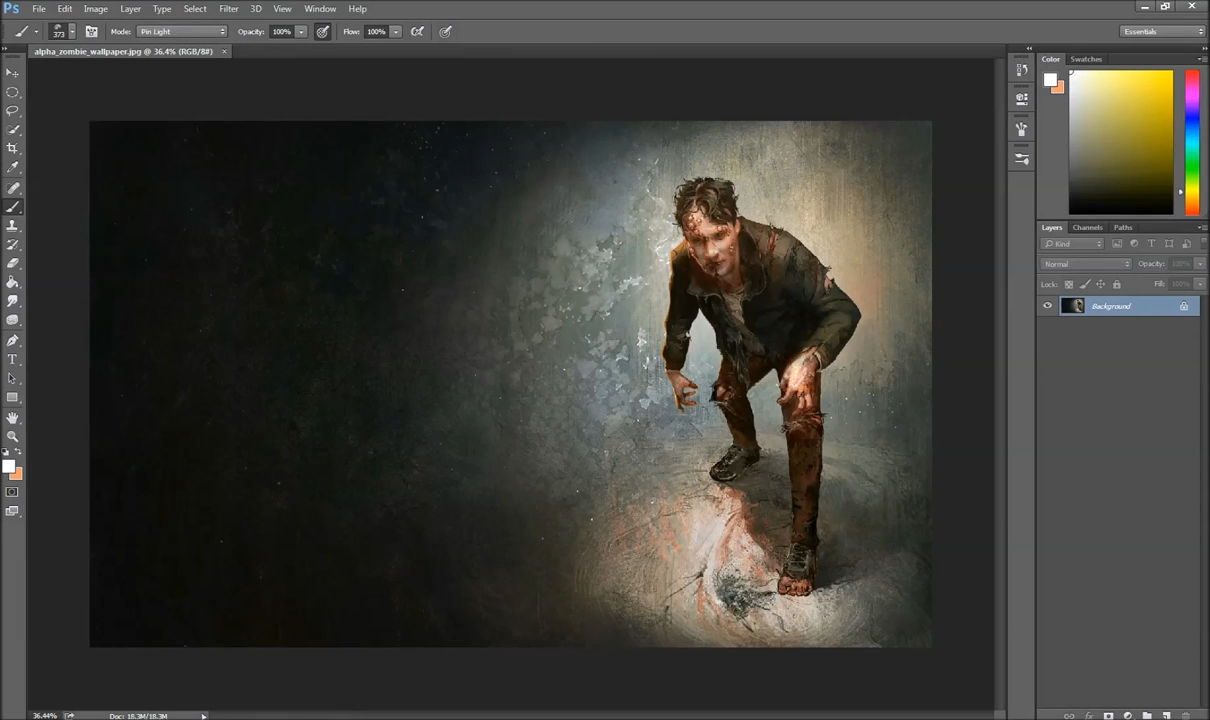 Ps File Edit Image Layer Type Select Filter 3D View Window Help
373 Mode: Pin Light Opacity: 100% Flow: 100% Essentials
alpha_zombie_wallpaper.jpg @ 36.4% (RGB/8#) ×
Color Swatches
Layers Channels Paths
Kind
Normal Opacity: 100%
Lock: Fill: 100%
Background
36.44% Doc: 18.3M/18.3M